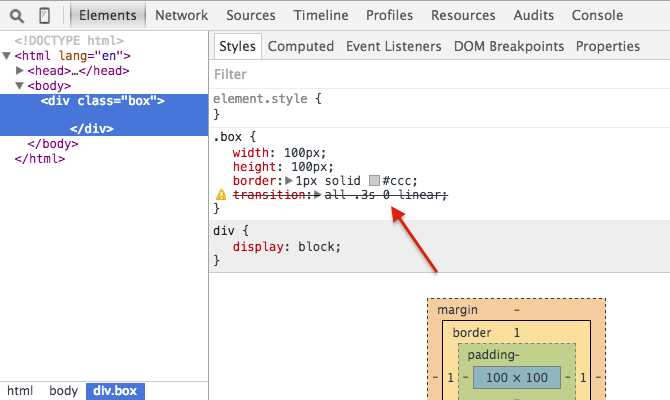 Elements Network Sources Timeline Profiles Resources Audits Console
<!DOCTYPE html>
<html lang="en">
<head>…</head>
<body>
<div class="box">
</div>
</body>
</html>
html body div.box
Styles Computed Event Listeners DOM Breakpoints Properties
Filter
element.style {
}
.box {
width: 100px;
height: 100px;
border: 1px solid #ccc;
transition: all .3s 0 linear;
}
div {
display: block;
}
margin -
border 1
padding-
- 1 - 100 × 100 - 1 -